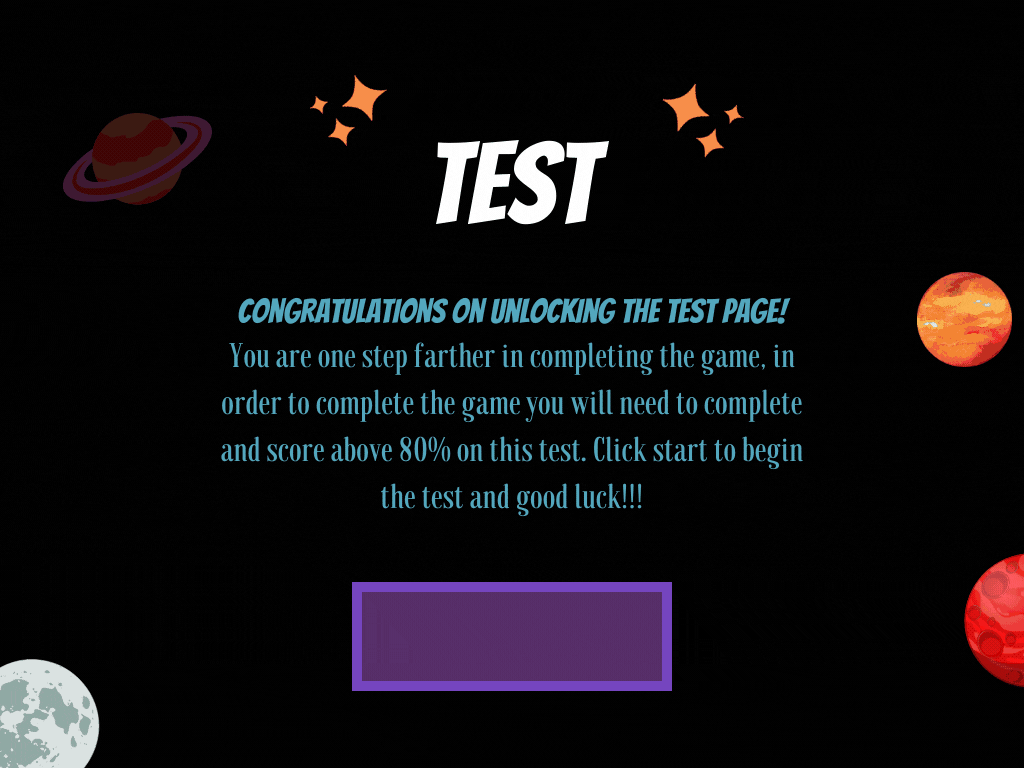 TEST
CONGRATULATIONS ON UNLOCKING THE TEST PAGE!
You are one step farther in completing the game, in
order to complete the game you will need to complete
and score above 80% on this test. Click start to begin
the test and good luck!!!